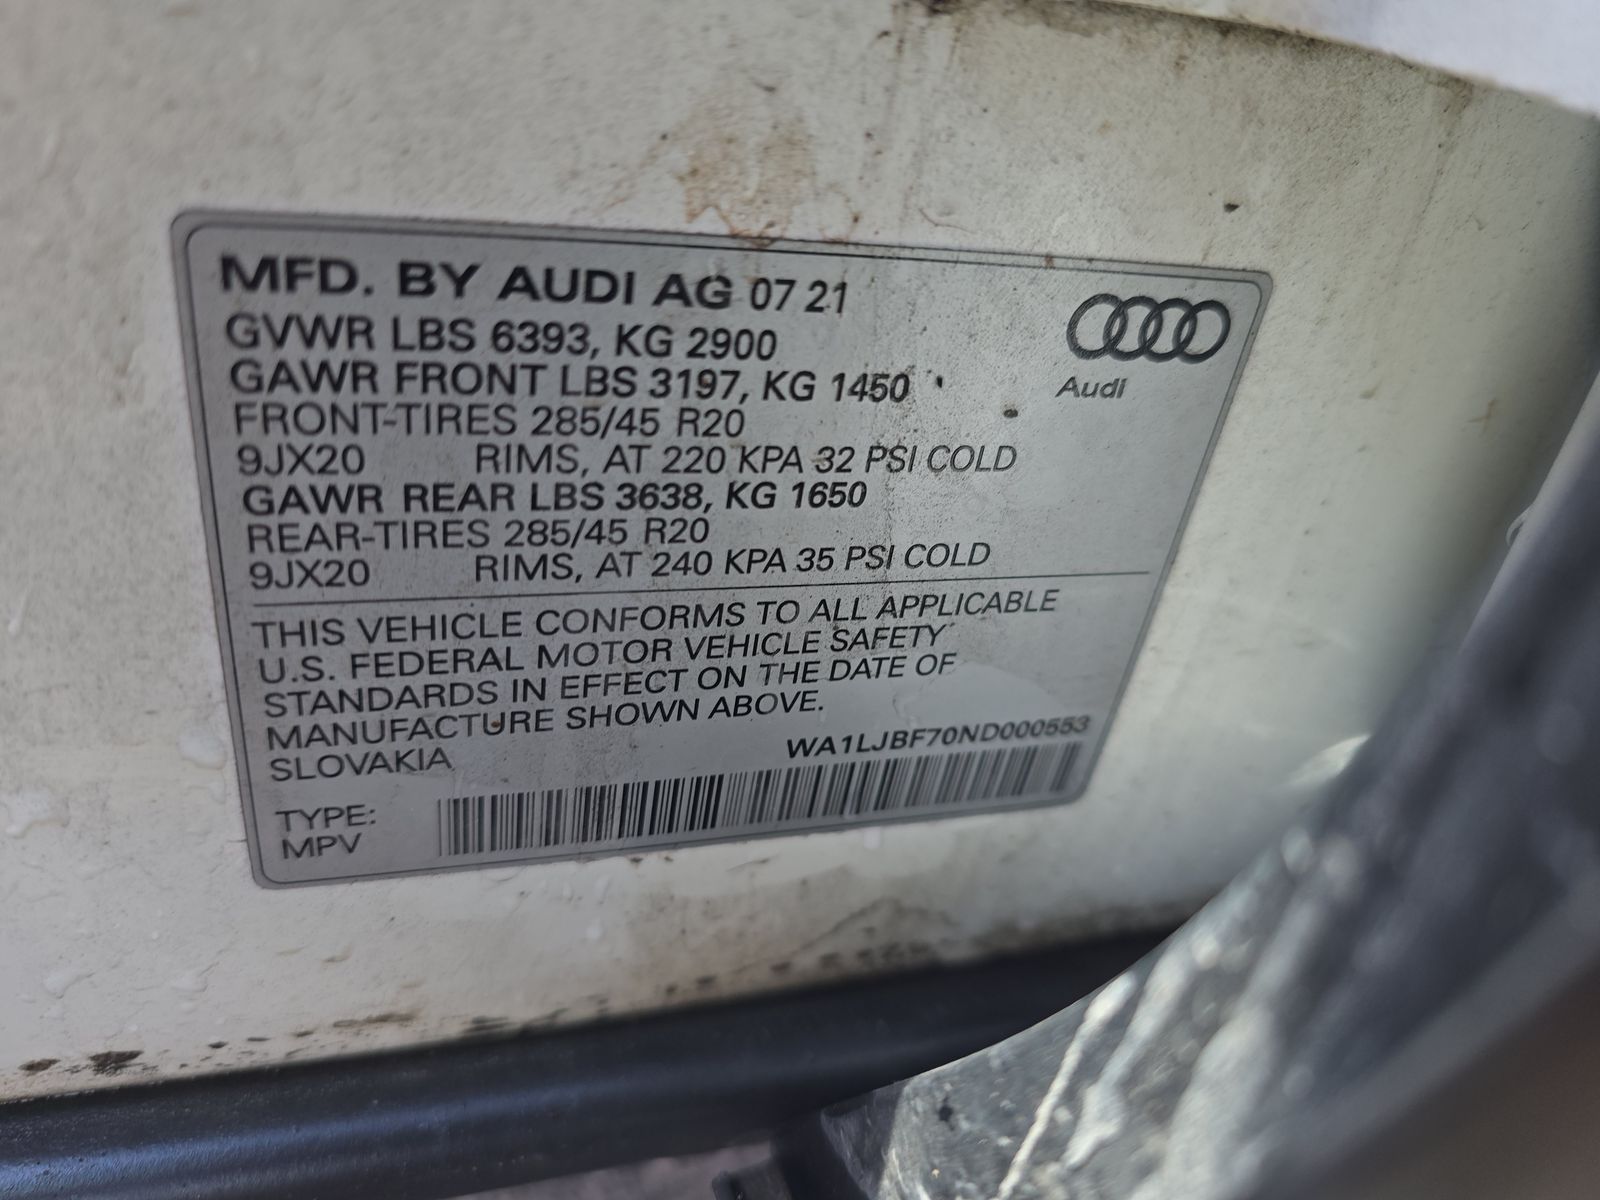 MFD. BY AUDI AG 07 21
GVWR LBS 6393, KG 2900
GAWR FRONT LBS 3197, KG 1450
FRONT-TIRES 285/45 R20
9JX20 RIMS, AT 220 KPA 32 PSI COLD
GAWR REAR LBS 3638, KG 1650
REAR-TIRES 285/45 R20
9JX20 RIMS, AT 240 KPA 35 PSI COLD
Audi
THIS VEHICLE CONFORMS TO ALL APPLICABLE
U.S. FEDERAL MOTOR VEHICLE SAFETY
STANDARDS IN EFFECT ON THE DATE OF
MANUFACTURE SHOWN ABOVE.
SLOVAKIA
WA1LJBF70ND000553
TYPE:
MPV